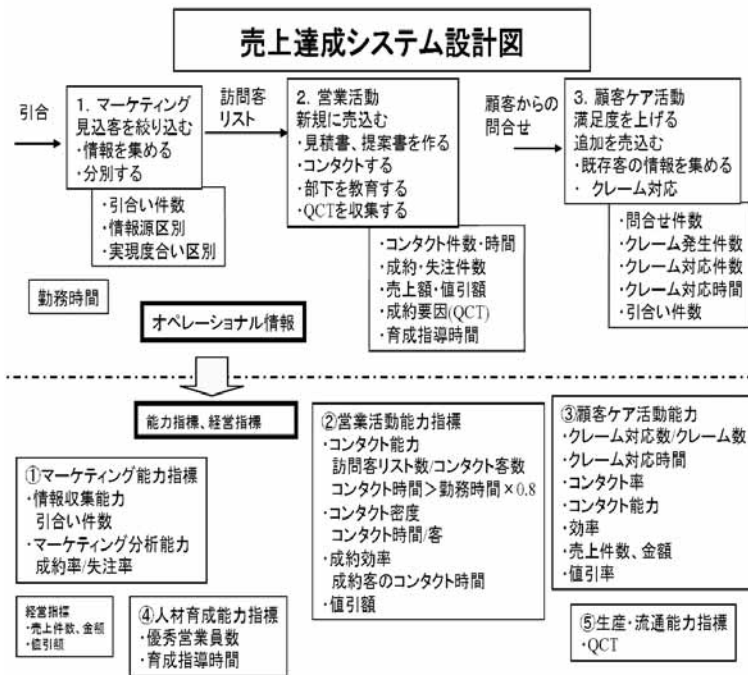 売上達成システム設計図
引合
1. マーケティング
見込客を絞り込む
・情報を集める
・分別する
・引合い件数
・情報源区別
・実現度合い区別
訪問客
リスト
2. 営業活動
新規に売込む
・見積書、提案書を作る
・コンタクトする
・部下を教育する
・QCTを収集する
・コンタクト件数・時間
・成約・失注件数
・売上額・値引額
・成約要因(QCT)
・育成指導時間
顧客からの
問合せ
3. 顧客ケア活動
満足度を上げる
追加を売込む
・既存客の情報を集める
・ クレーム対応
・問合せ件数
・クレーム発生件数
・クレーム対応件数
・クレーム対応時間
・引合い件数
勤務時間
オペレーショナル情報
能力指標、経営指標
①マーケティング能力指標
・情報収集能力
引合い件数
・マーケティング分析能力
成約率/失注率
②営業活動能力指標
・コンタクト能力
訪問客リスト数/コンタクト客数
コンタクト時間＞勤務時間×0.8
・コンタクト密度
コンタクト時間/客
・成約効率
成約客のコンタクト時間
・値引額
③顧客ケア活動能力
・クレーム対応数/クレーム数
・クレーム対応時間
・コンタクト率
・コンタクト能力
・効率
・売上件数、金額
・値引率
経営指標
・売上件数、金額
・値引額
④人材育成能力指標
・優秀営業員数
・育成指導時間
⑤生産・流通能力指標
・QCT